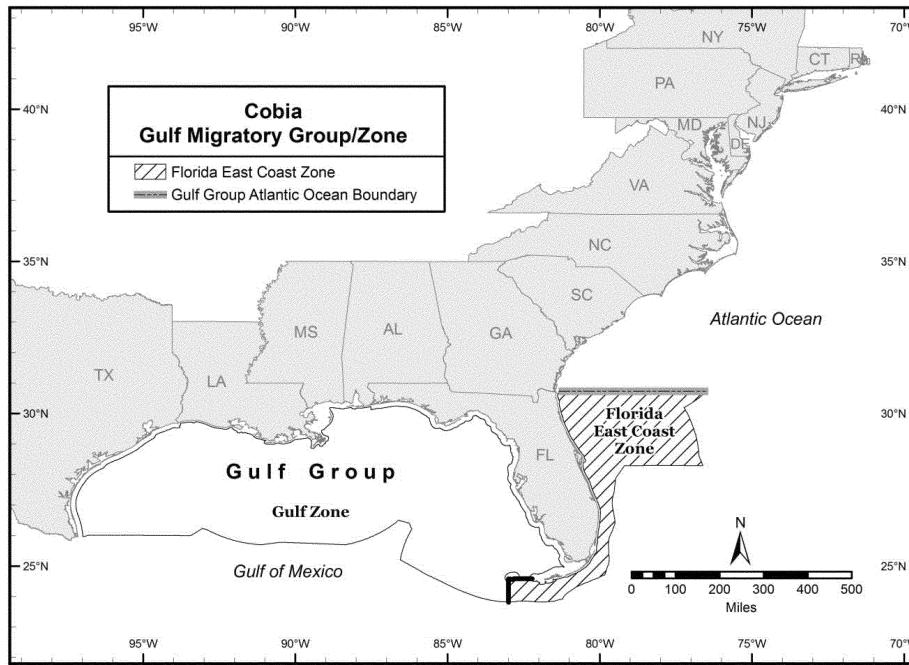 85°W
80°W
75°W
70°W
NY
CT
RI
PA
40°N
40°N
Cobia
Gulf Migratory Group/Zone
Florida East Coast Zone
Gulf Group Atlantic Ocean Boundary
MD
NJ
DE
VA
NC
35°N
35°N
SC
Atlantic Ocean
TX
LA
MS
AL
GA
30°N
30°N
Florida
East Coast
Zone
FL
Gulf Group
Gulf Zone
N
25°N
25°N
Gulf of Mexico
0
100
200
300
400
500
Miles
95°W
90°W
85°W
80°W
75°W
70°W